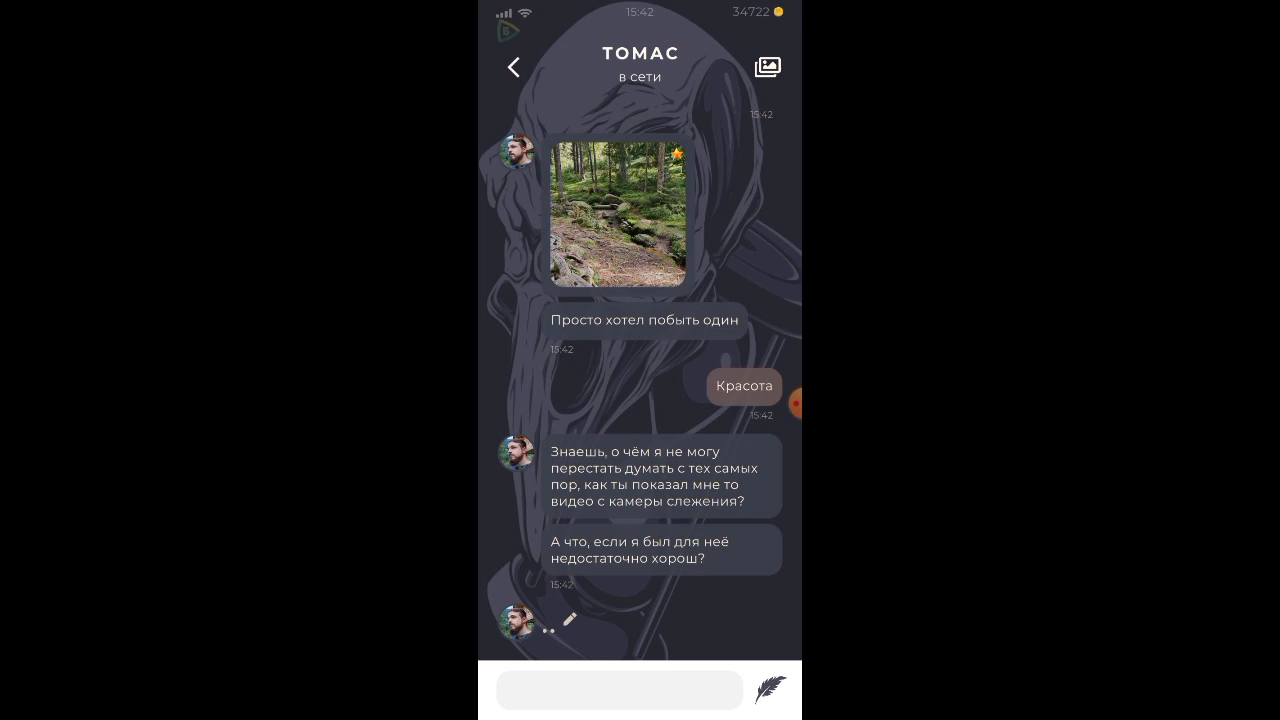 15:42
34722
ТОМАС
в сети
15:42
Просто хотел побыть один
15:42
Красота
15:42
Знаешь, о чём я не могу
перестать думать с тех самых
пор, как ты показал мне то
видео с камеры слежения?
А что, если я был для неё
недостаточно хорош?
15:42